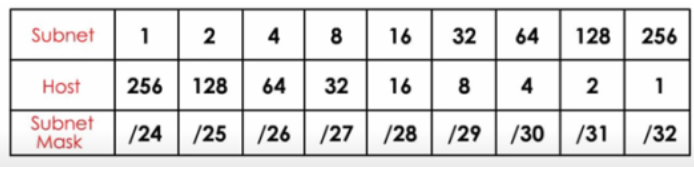 Subnet 1 2 4 8 16 32 64 128 256
Host 256 128 64 32 16 8 4 2 1
Subnet
Mask /24 /25 /26 /27 /28 /29 /30 /31 /32